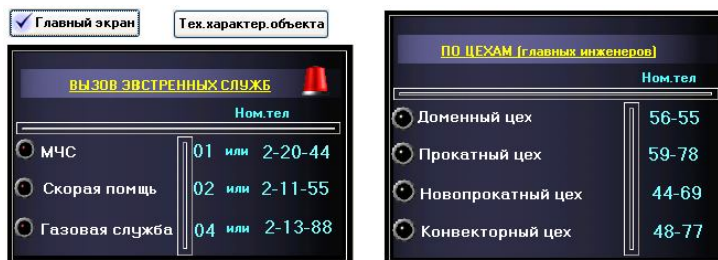 Главный экран
Тех.характер.объекта
ВЫЗОВ ЭВСТРЕННЫХ СЛУЖБ
Ном.тел
МЧС 01 или 2-20-44
Скорая помщь 02 или 2-11-55
Газовая служба 04 или 2-13-88
ПО ЦЕХАМ (главных инженеров)
Ном.тел
Доменный цех 56-55
Прокатный цех 59-78
Новопрокатный цех 44-69
Конвекторный цех 48-77